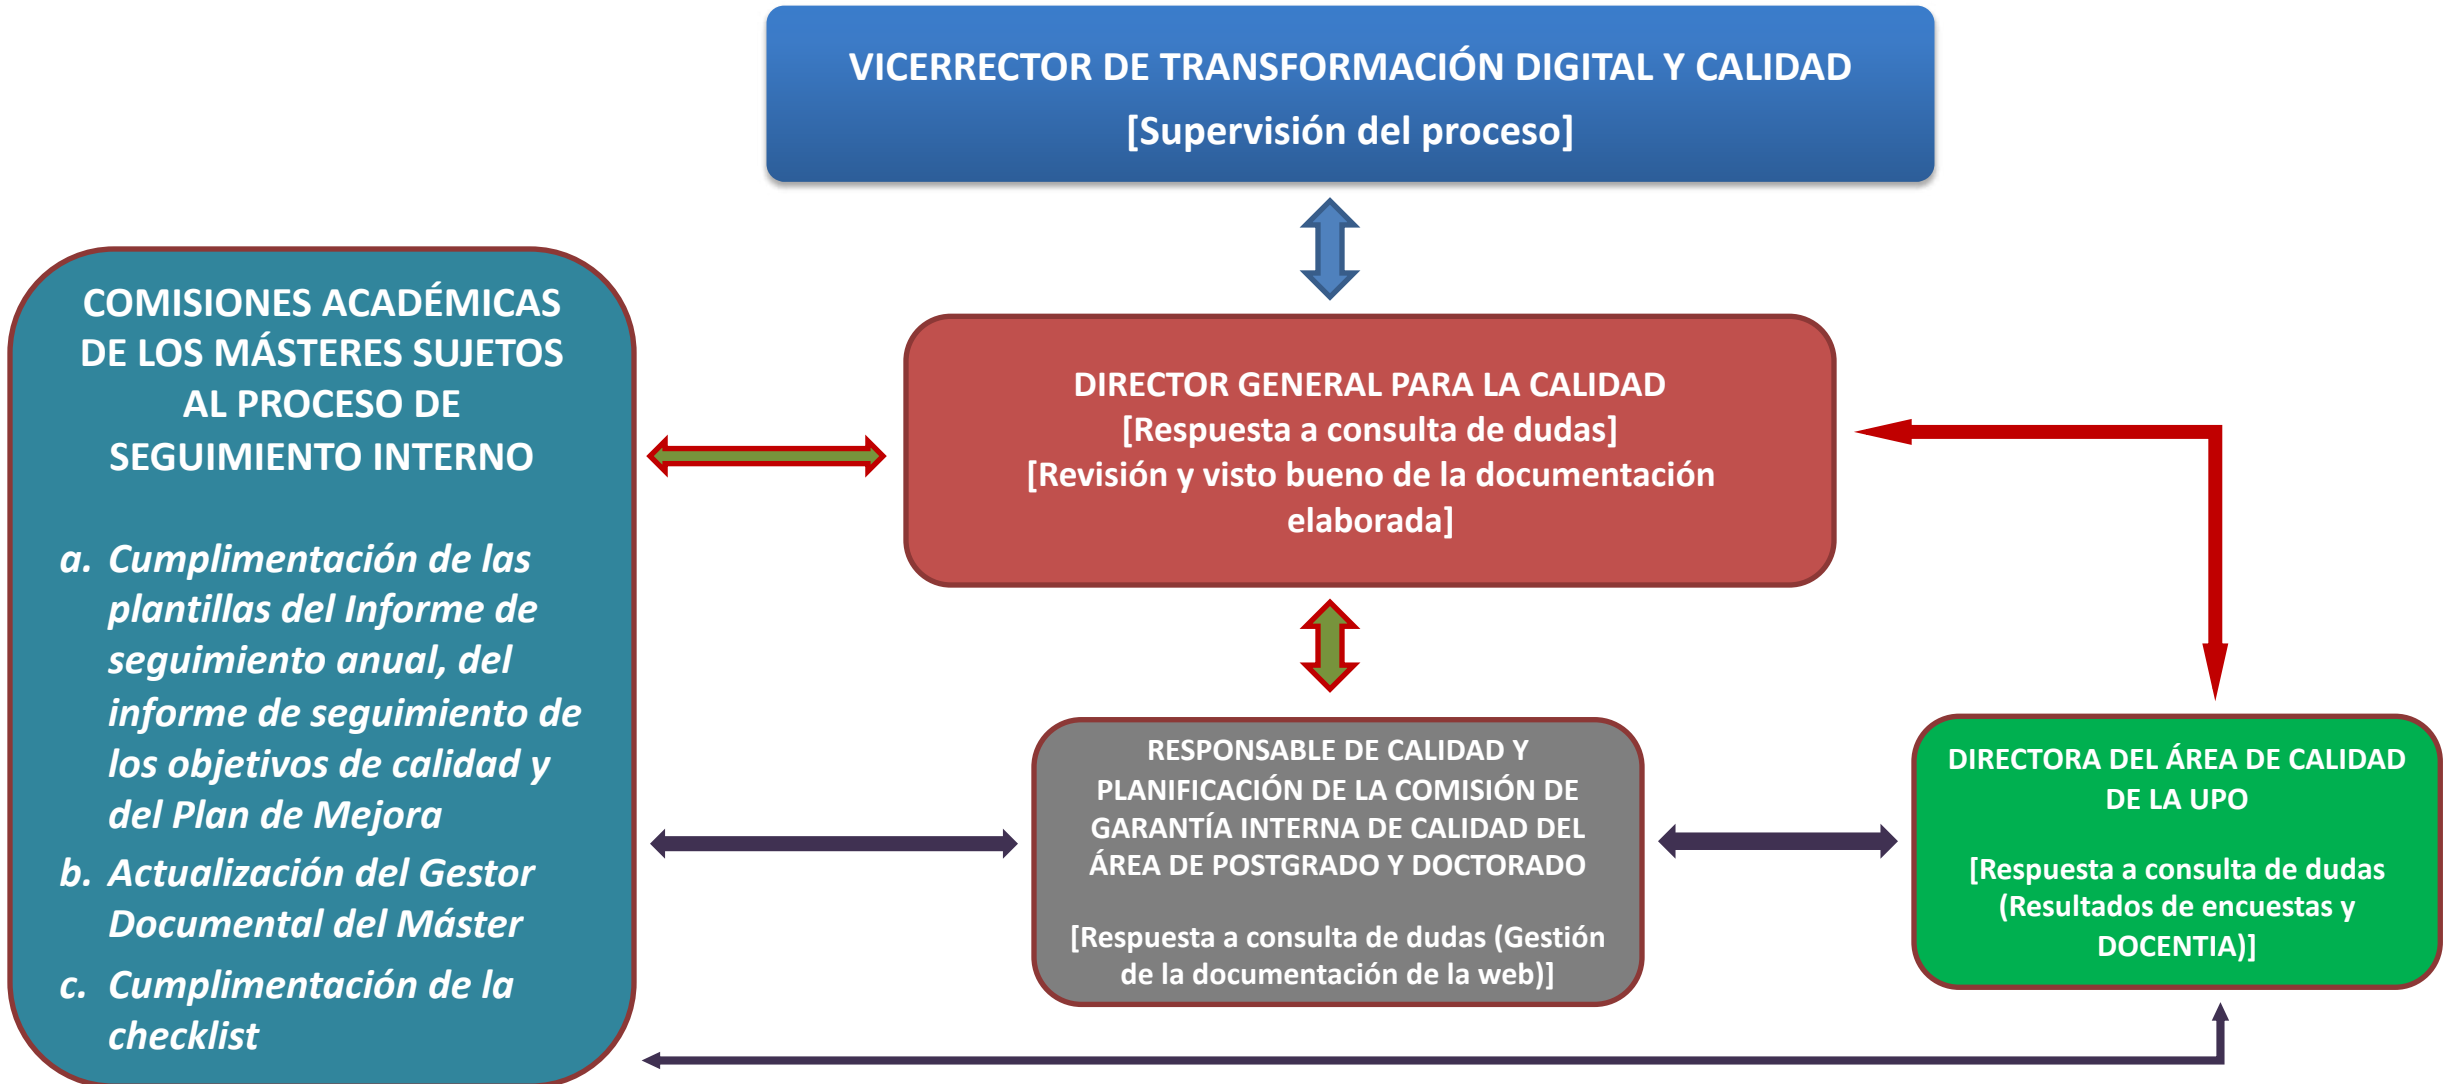 VICERRECTOR DE TRANSFORMACIÓN DIGITAL Y CALIDAD
[Supervisión del proceso]
COMISIONES ACADÉMICAS
DE LOS MÁSTERES SUJETOS
AL PROCESO DE
SEGUIMIENTO INTERNO
a. Cumplimentación de las
plantillas del Informe de
seguimiento anual, del
informe de seguimiento de
los objetivos de calidad y
del Plan de Mejora
b. Actualización del Gestor
Documental del Máster
c. Cumplimentación de la
checklist
DIRECTOR GENERAL PARA LA CALIDAD
[Respuesta a consulta de dudas]
[Revisión y visto bueno de la documentación
elaborada]
RESPONSABLE DE CALIDAD Y
PLANIFICACIÓN DE LA COMISIÓN DE
GARANTÍA INTERNA DE CALIDAD DEL
ÁREA DE POSTGRADO Y DOCTORADO
[Respuesta a consulta de dudas (Gestión
de la documentación de la web)]
DIRECTORA DEL ÁREA DE CALIDAD
DE LA UPO
[Respuesta a consulta de dudas
(Resultados de encuestas y
DOCENTIA)]